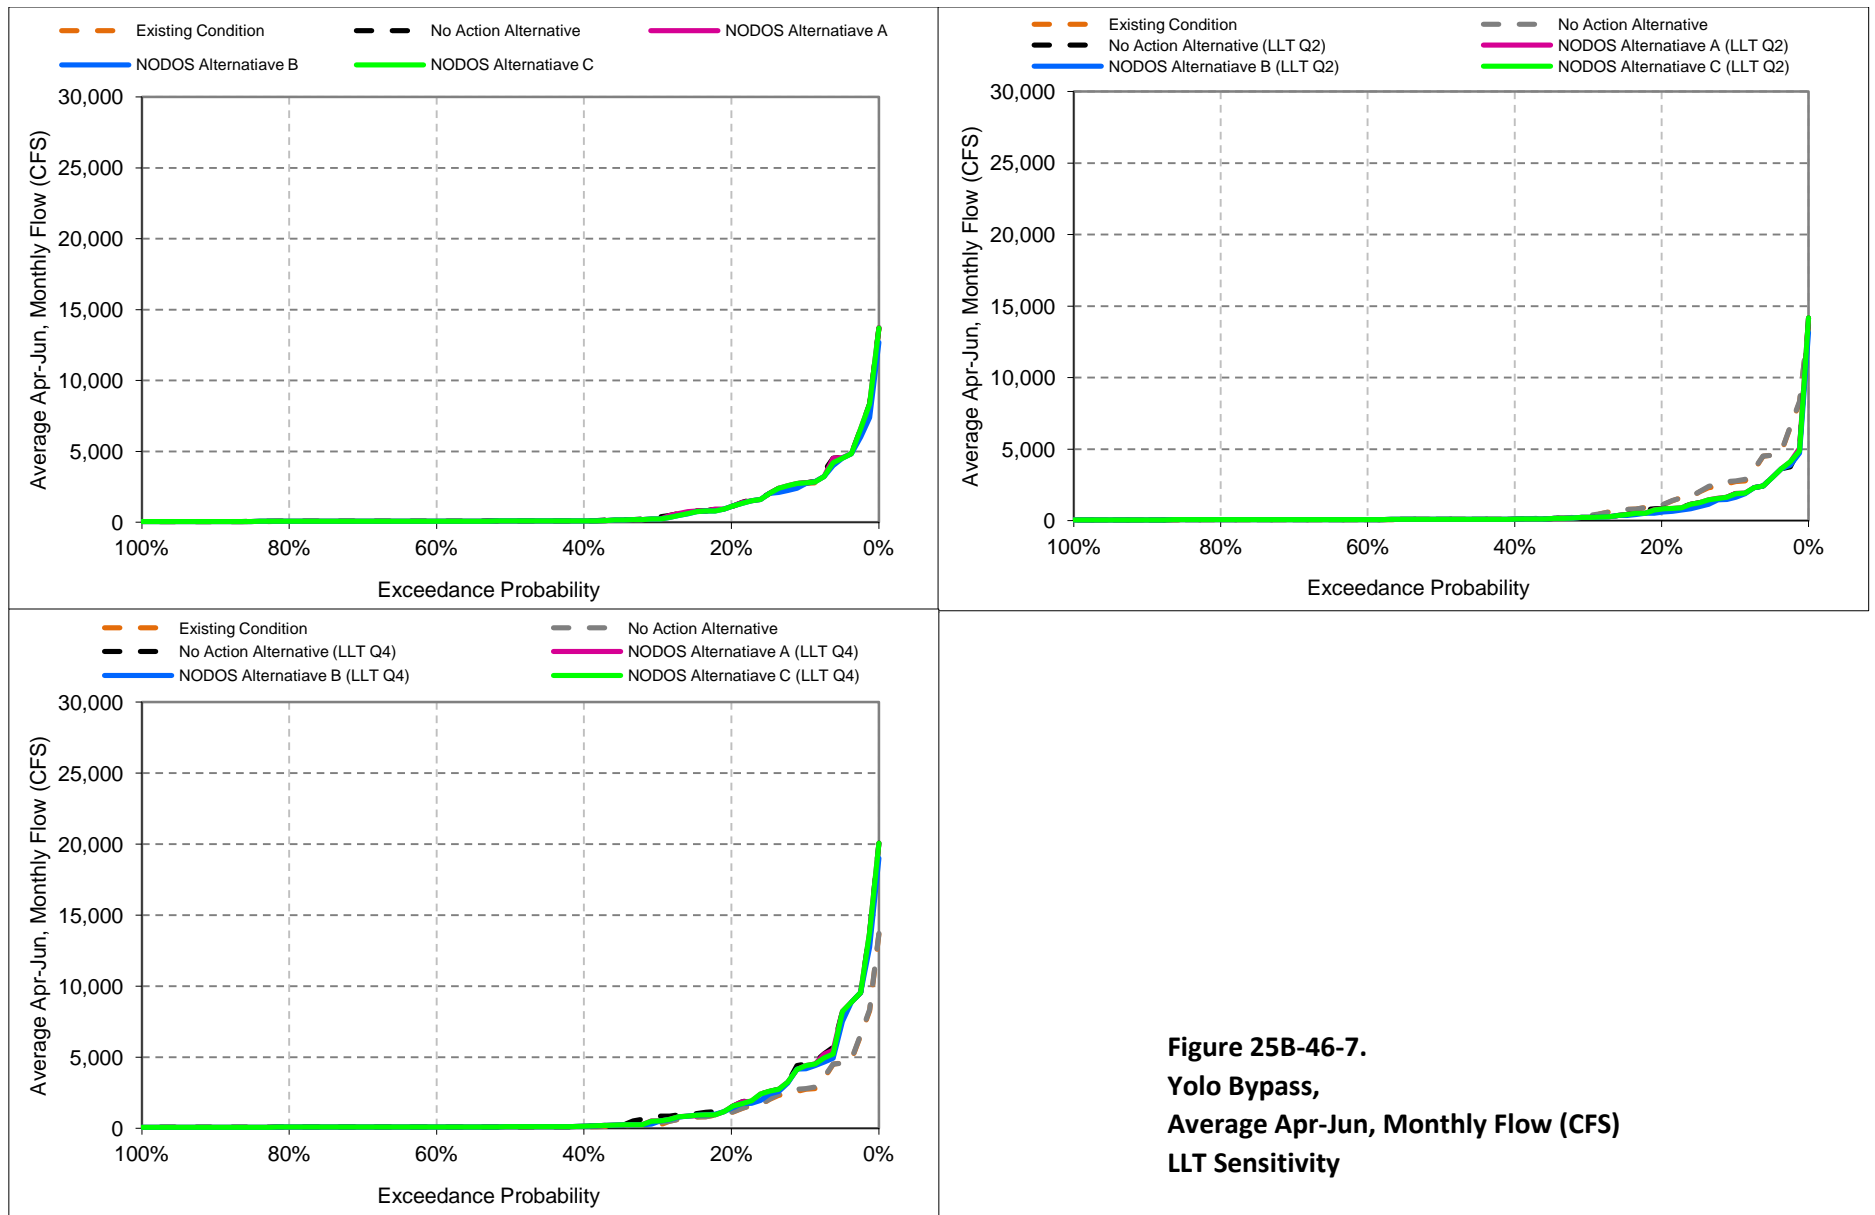 Existing Condition
No Action Alternative
NODOS Alternatiave A
NODOS Alternatiave B
NODOS Alternatiave C
30,000
25,000
20,000
15,000
10,000
5,000
0
100%
80%
60%
40%
20%
0%
Average Apr-Jun, Monthly Flow (CFS)
Exceedance Probability
Existing Condition
No Action Alternative
No Action Alternative (LLT Q2)
NODOS Alternatiave A (LLT Q2)
NODOS Alternatiave B (LLT Q2)
NODOS Alternatiave C (LLT Q2)
30,000
25,000
20,000
15,000
10,000
5,000
0
100%
80%
60%
40%
20%
0%
Average Apr-Jun, Monthly Flow (CFS)
Exceedance Probability
Existing Condition
No Action Alternative
No Action Alternative (LLT Q4)
NODOS Alternatiave A (LLT Q4)
NODOS Alternatiave B (LLT Q4)
NODOS Alternatiave C (LLT Q4)
30,000
25,000
20,000
15,000
10,000
5,000
0
100%
80%
60%
40%
20%
0%
Average Apr-Jun, Monthly Flow (CFS)
Exceedance Probability
Figure 25B-46-7.
Yolo Bypass,
Average Apr-Jun, Monthly Flow (CFS)
LLT Sensitivity